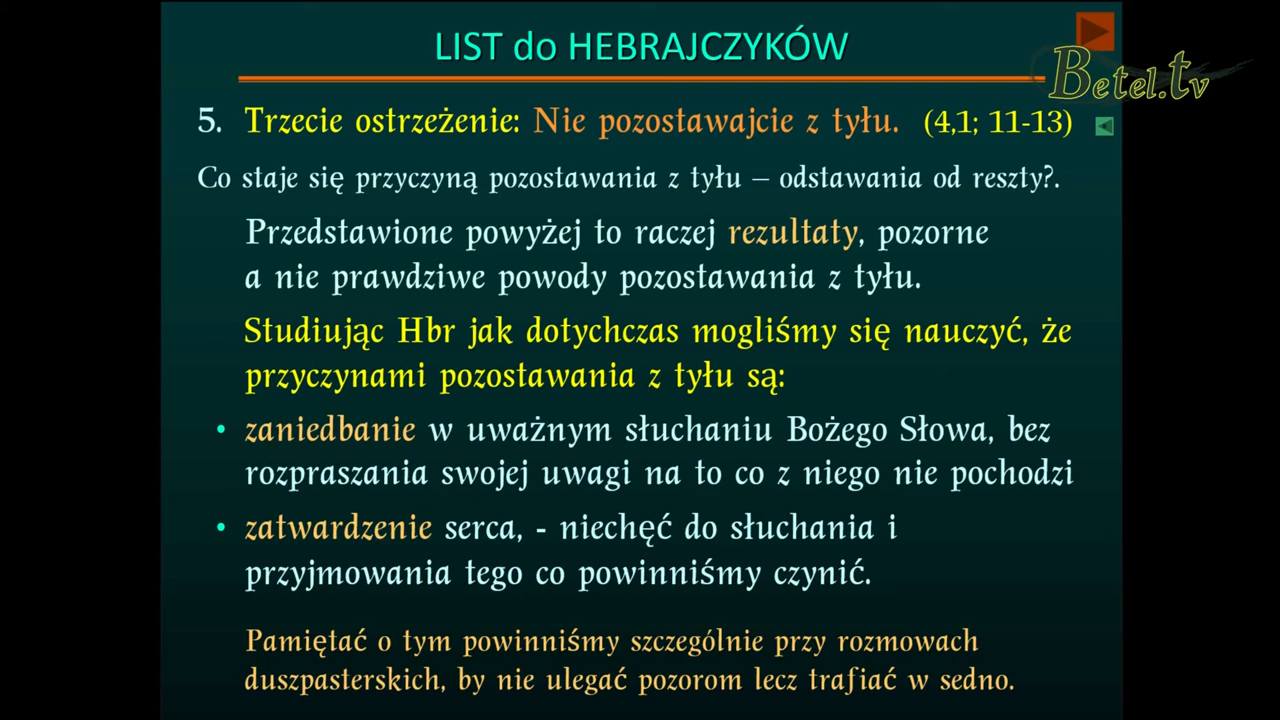 LIST do HEBRAJCZYKÓW
Betel.tv
5. Trzecie ostrzeżenie: Nie pozostawajcie z tyłu. (4,1; 11-13)
Co staje się przyczyną pozostawania z tyłu – odstawania od reszty?.
Przedstawione powyżej to raczej rezultaty, pozorne
a nie prawdziwe powody pozostawania z tyłu.
Studiując Hbr jak dotychczas mogliśmy się nauczyć, że
przyczynami pozostawania z tyłu są:
• zaniedbanie w uważnym słuchaniu Bożego Słowa, bez
rozpraszania swojej uwagi na to co z niego nie pochodzi
• zatwardzenie serca, - niechęć do słuchania i
przyjmowania tego co powinniśmy czynić.
Pamiętać o tym powinniśmy szczególnie przy rozmowach
duszpasterskich, by nie ulegać pozorom lecz trafiać w sedno.